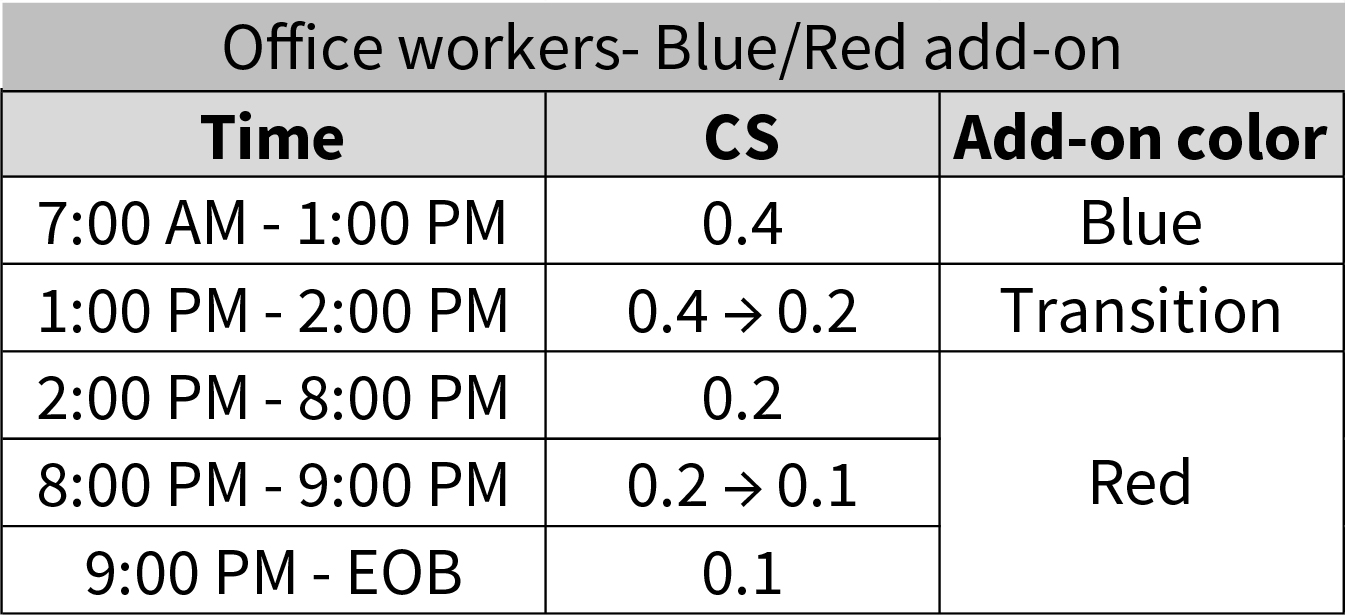 Office workers- Blue/Red add-on
Time CS Add-on color
7:00 AM - 1:00 PM 0.4 Blue
1:00 PM - 2:00 PM 0.4 → 0.2 Transition
2:00 PM - 8:00 PM 0.2
8:00 PM - 9:00 PM 0.2 → 0.1 Red
9:00 PM - EOB 0.1